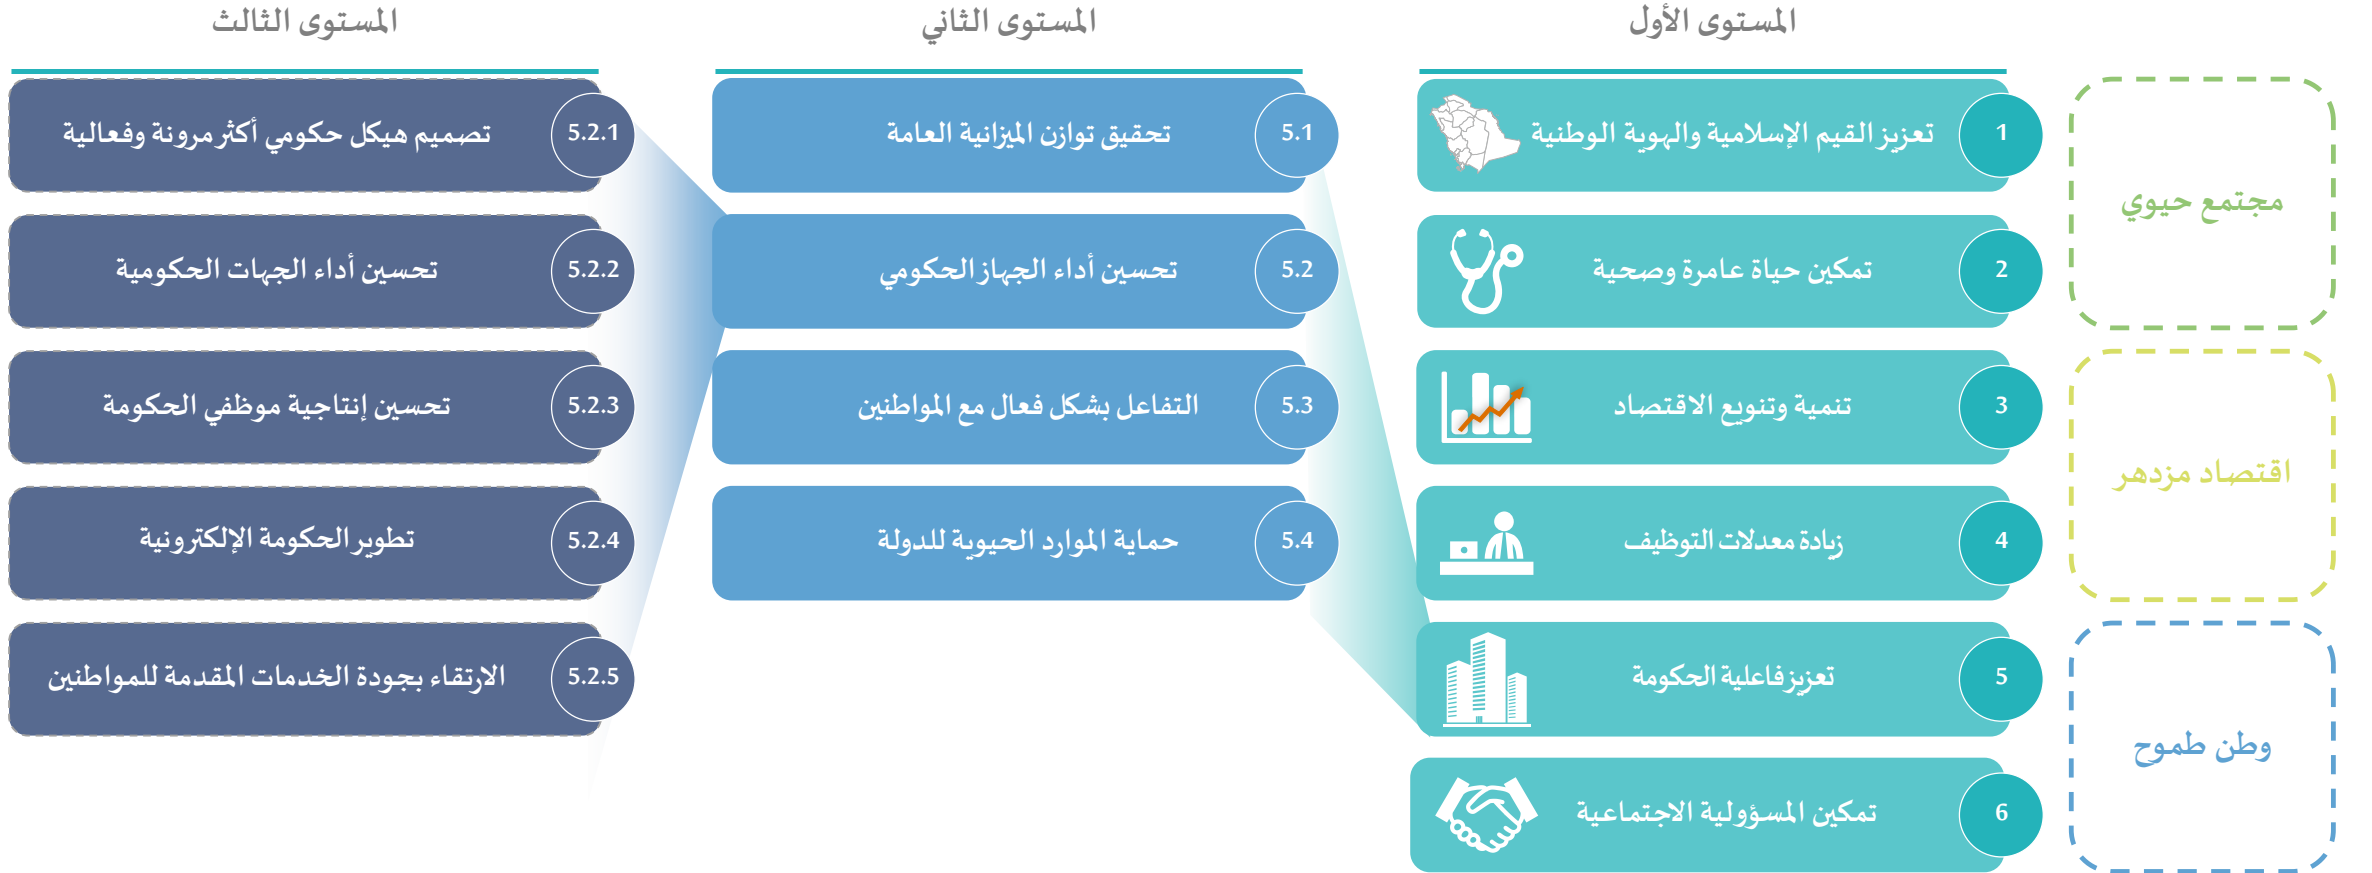 المستوى الأول
المستوى الثاني
المستوى الثالث
مجتمع حيوي
اقتصاد مزدهر
وطن طموح
1 تعزيز القيم الإسلامية والهوية الوطنية
2 تمكين حياة عامرة وصحية
3 تنمية وتنويع الاقتصاد
4 زيادة معدلات التوظيف
5 تعزيز فاعلية الحكومة
6 تمكين المسؤولية الاجتماعية
5.1 تحقيق توازن الميزانية العامة
5.2 تحسين أداء الجهاز الحكومي
5.3 التفاعل بشكل فعال مع المواطنين
5.4 حماية الموارد الحيوية للدولة
5.2.1 تصميم هيكل حكومي أكثر مرونة وفعالية
5.2.2 تحسين أداء الجهات الحكومية
5.2.3 تحسين إنتاجية موظفي الحكومة
5.2.4 تطوير الحكومة الإلكترونية
5.2.5 الارتقاء بجودة الخدمات المقدمة للمواطنين